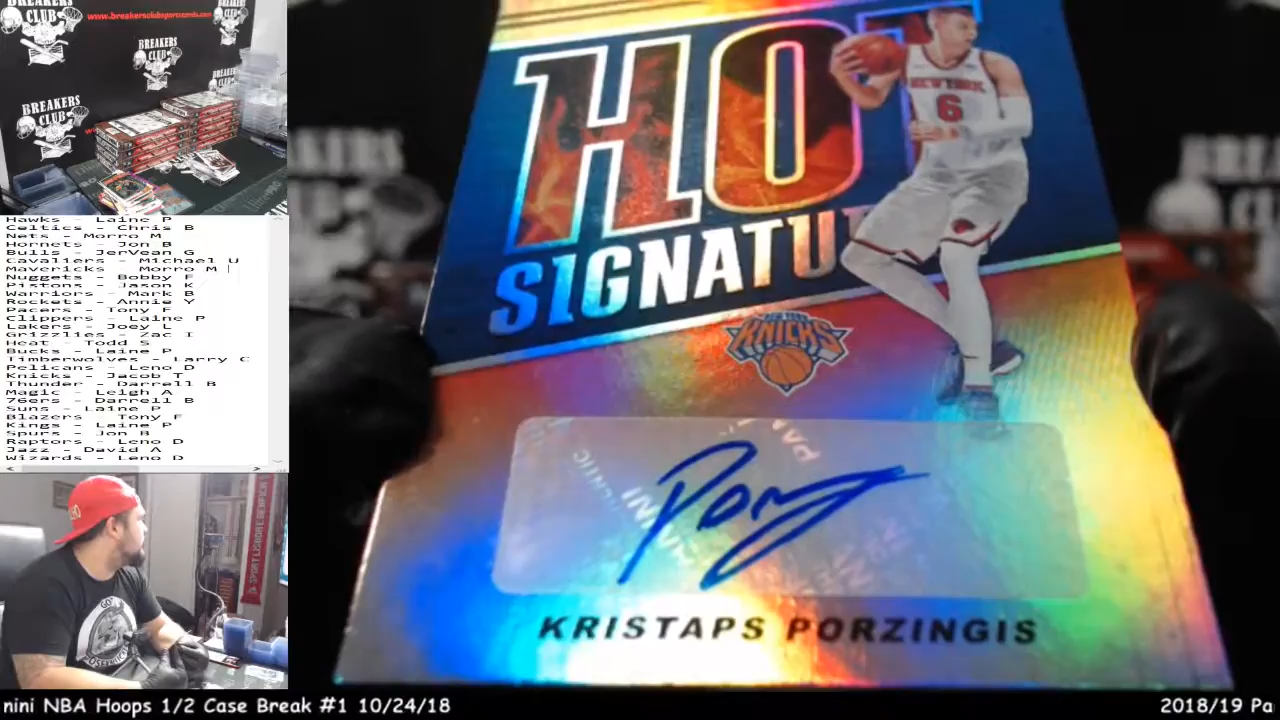 BREAKERS CLUB
www.breakersclubsportscards.com
BREAKERS CLUB
BREAKERS CLUB
BREAKERS CLUB
Hawks - Laine P
Celtics - Chris B
Nets - Morro M
Hornets - Jon B
Bulls - JerVean G
Cavaliers - Michael U
Mavericks - Morro M
Nuggets - Bobby F
Pistons - Jason K
Warriors - Mark B
Rockets - Annie Y
Pacers - Tony F
Clippers - Laine P
Lakers - Joey L
Grizzlies - Zac I
Heat - Todd S
Bucks - Laine P
Timberwolves - Larry C
Pelicans - Leno D
Knicks - Jacob T
Thunder - Darrell B
Magic - Leigh A
76ers - Darrell B
Suns - Laine P
Blazers - Tony F
Kings - Laine P
Spurs - Jon B
Raptors - Leno D
Jazz - David A
Wizards - Leno D
HOT
SIGNATU
NEW YORK
6
NEW YORK
KNICKS
KRISTAPS PORZINGIS
nini NBA Hoops 1/2 Case Break #1 10/24/18
2018/19 Pa